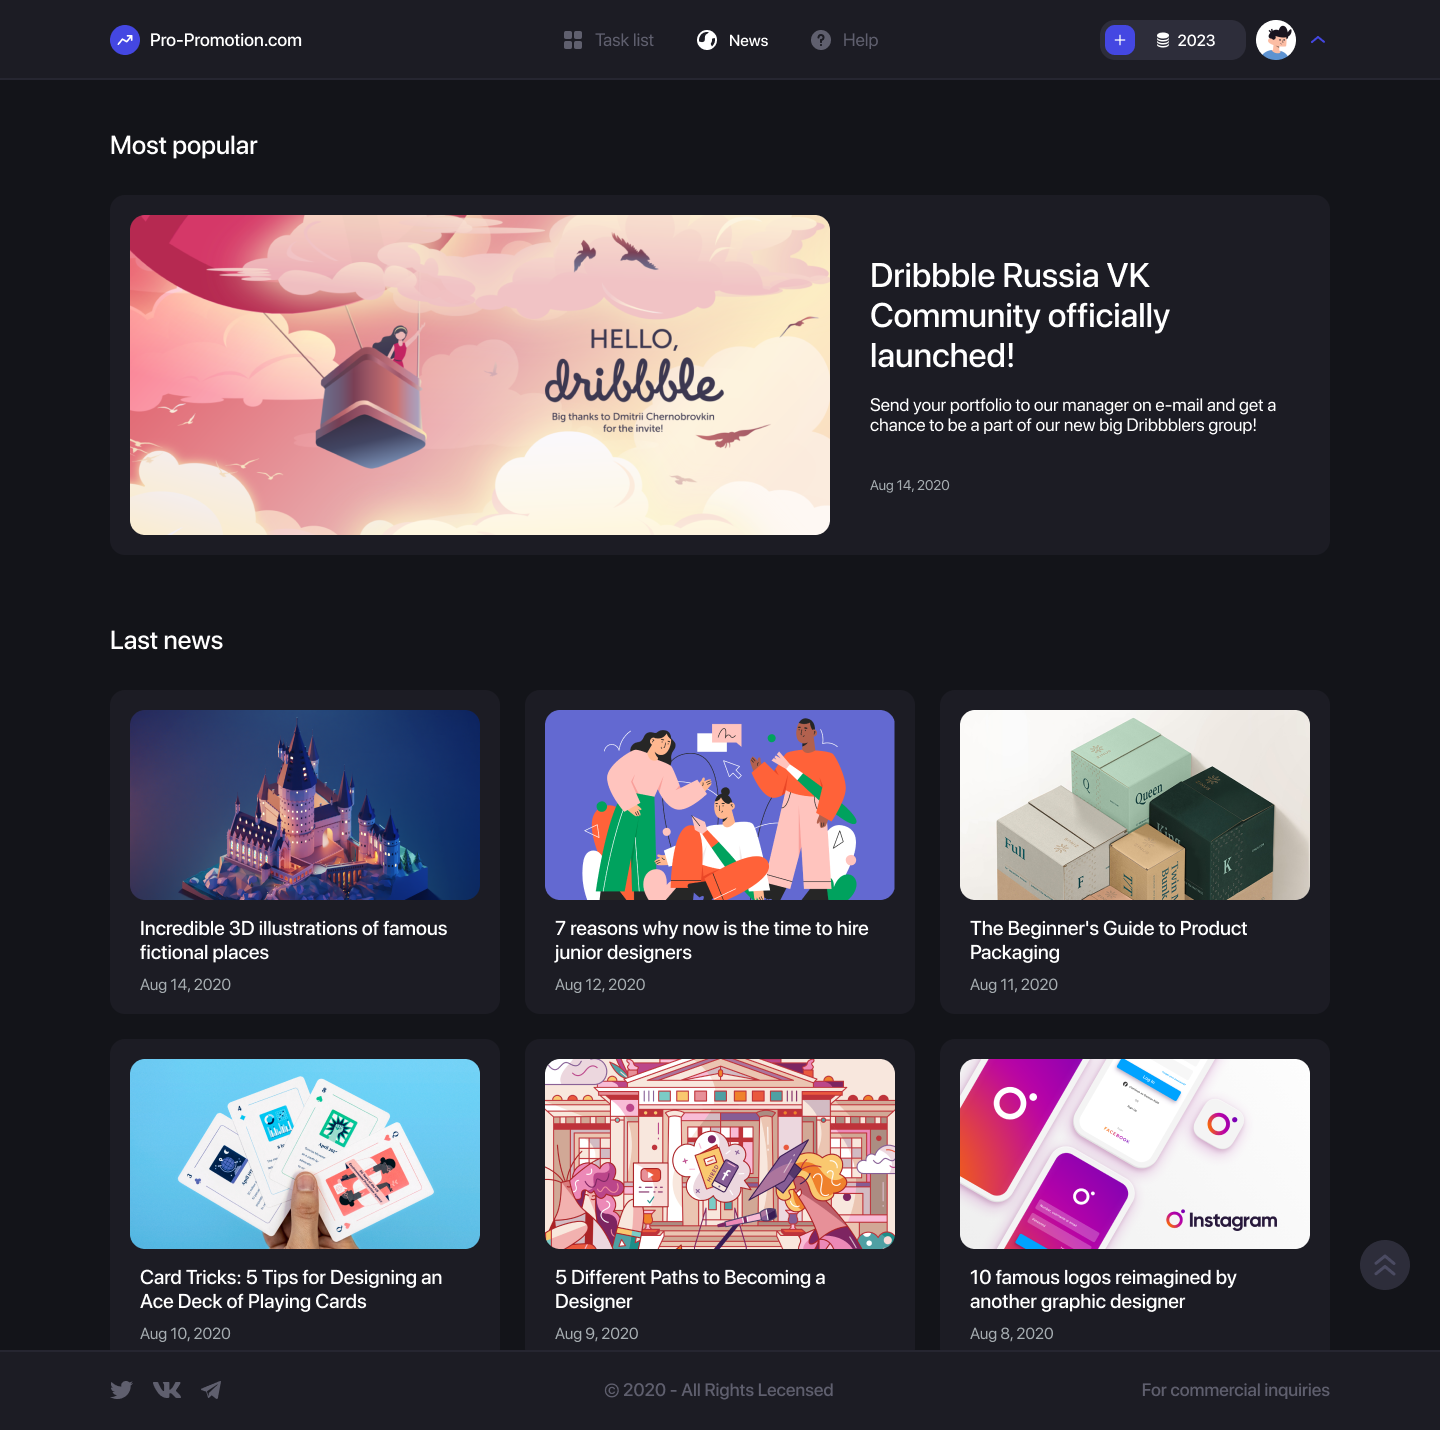 Pro-Promotion.com
Task list
News
Help
2023
Most popular
HELLO,
dribbble
Big thanks to Dmitrii Chernobrovkin
for the invite!
Dribbble Russia VK
Community officially
launched!
Send your portfolio to our manager on e-mail and get a
chance to be a part of our new big Dribbblers group!
Aug 14, 2020
Last news
Queen
Q
King
K
Full
F
Incredible 3D illustrations of famous
fictional places
Aug 14, 2020
7 reasons why now is the time to hire
junior designers
Aug 12, 2020
The Beginner's Guide to Product
Packaging
Aug 11, 2020
Log In
FACEBOOK
Instagram
Card Tricks: 5 Tips for Designing an
Ace Deck of Playing Cards
Aug 10, 2020
5 Different Paths to Becoming a
Designer
Aug 9, 2020
10 famous logos reimagined by
another graphic designer
Aug 8, 2020
© 2020 - All Rights Lecensed
For commercial inquiries